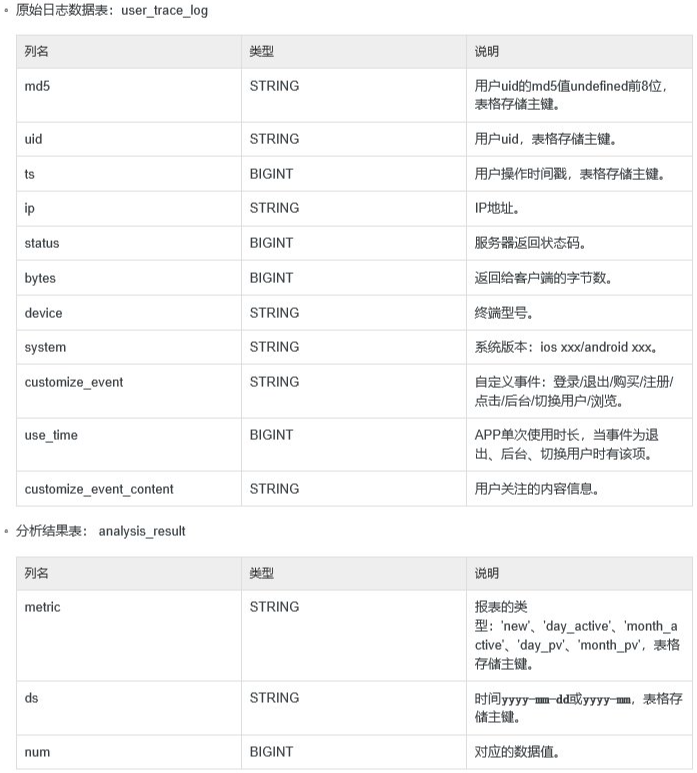 原始日志数据表：user_trace_log
列名 类型 说明
md5 STRING 用户uid的md5值undefined前8位，
表格存储主键。
uid STRING 用户uid，表格存储主键。
ts BIGINT 用户操作时间戳，表格存储主键。
ip STRING IP地址。
status BIGINT 服务器返回状态码。
bytes BIGINT 返回给客户端的字节数。
device STRING 终端型号。
system STRING 系统版本：ios xxx/android xxx。
customize_event STRING 自定义事件：登录/退出/购买/注册/
点击/后台/切换用户/浏览。
use_time BIGINT APP单次使用时长，当事件为退
出、后台、切换用户时有该项。
customize_event_content STRING 用户关注的内容信息。
分析结果表： analysis_result
列名 类型 说明
metric STRING 报表的类
型：'new'、'day_active'、'month_a
ctive'、'day_pv'、'month_pv'，表格
存储主键。
ds STRING 时间yyyy-mm-dd或yyyy-mm，表格存
储主键。
num BIGINT 对应的数据值。